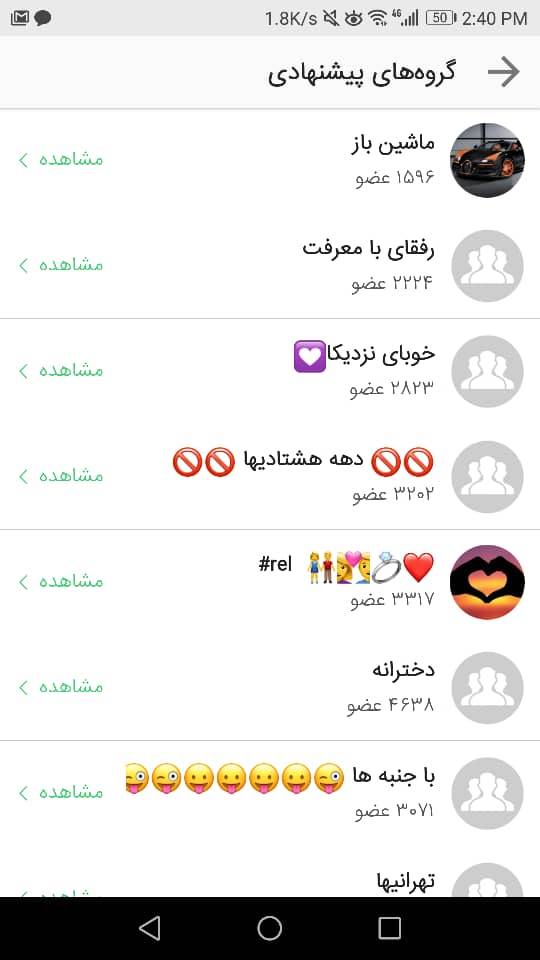 1.8K/s 4G 50 2:40 PM
گروه‌های پیشنهادی
ماشین باز
۱۵۹۶ عضو
مشاهده
رفقای با معرفت
۲۲۲۴ عضو
مشاهده
خوبای نزدیکا💟
۲۸۲۳ عضو
مشاهده
🚫🚫 دهه هشتادیها 🚫🚫
۳۲۰۲ عضو
مشاهده
❤️💍💑👫 #rel
۳۳۱۷ عضو
مشاهده
دخترانه
۴۶۳۸ عضو
مشاهده
با جنبه ها 😜😛😛😛😛😜😜
۳۰۷۱ عضو
مشاهده
تهرانیها
مشاهده